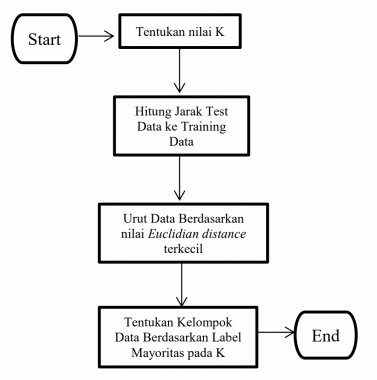 Start
Tentukan nilai K
Hitung Jarak Test
Data ke Training
Data
Urut Data Berdasarkan
nilai Euclidian distance
terkecil
Tentukan Kelompok
Data Berdasarkan Label
Mayoritas pada K
End